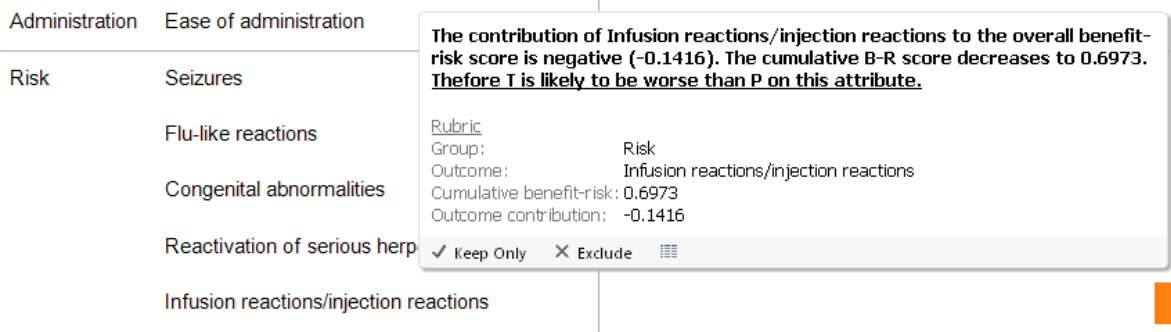 Administration Ease of administration
The contribution of Infusion reactions/injection reactions to the overall benefit-
risk score is negative (-0.1416). The cumulative B-R score decreases to 0.6973.
Thefore T is likely to be worse than P on this attribute.
Rubric
Group: Risk
Outcome: Infusion reactions/injection reactions
Cumulative benefit-risk: 0.6973
Outcome contribution: -0.1416
Keep Only Exclude
Risk Seizures
Flu-like reactions
Congenital abnormalities
Reactivation of serious herp
Infusion reactions/injection reactions